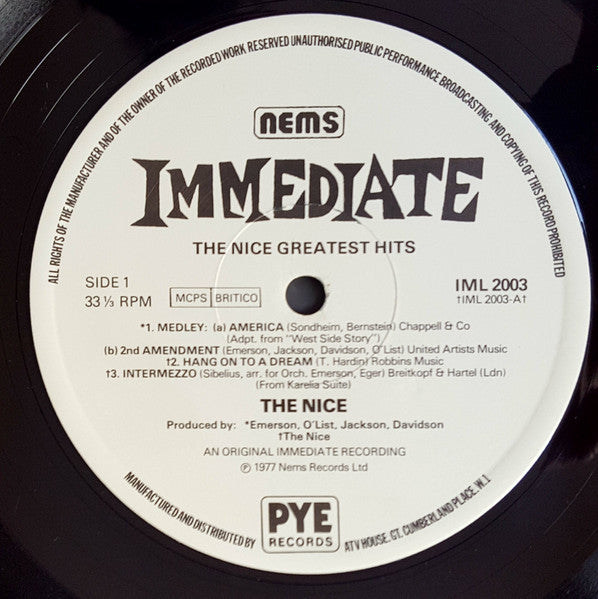 ALL RIGHTS OF THE MANUFACTURER AND OF THE OWNER OF THE RECORDED WORK RESERVED UNAUTHORISED PUBLIC PERFORMANCE BROADCASTING AND COPYING OF THIS RECORD PROHIBITED
nems
IMMEDIATE
THE NICE GREATEST HITS
SIDE 1
33⅓ RPM
MCPS BRITICO
IML 2003
†IML 2003-A†
*1. MEDLEY: (a) AMERICA (Sondheim, Bernstein) Chappell & Co
(Adpt. from "West Side Story")
(b) 2nd AMENDMENT (Emerson, Jackson, Davidson, O'List) United Artists Music
†2. HANG ON TO A DREAM (T. Hardin) Robbins Music
†3. INTERMEZZO (Sibelius, arr. for Orch. Emerson, Eger) Breitkopf & Hartel (Ldn)
(From Karelia Suite)
THE NICE
Produced by: *Emerson, O'List, Jackson, Davidson
†The Nice
AN ORIGINAL IMMEDIATE RECORDING
℗ 1977 Nems Records Ltd
MANUFACTURED AND DISTRIBUTED BY
PYE
RECORDS
ATV HOUSE, GT. CUMBERLAND PLACE, W.1